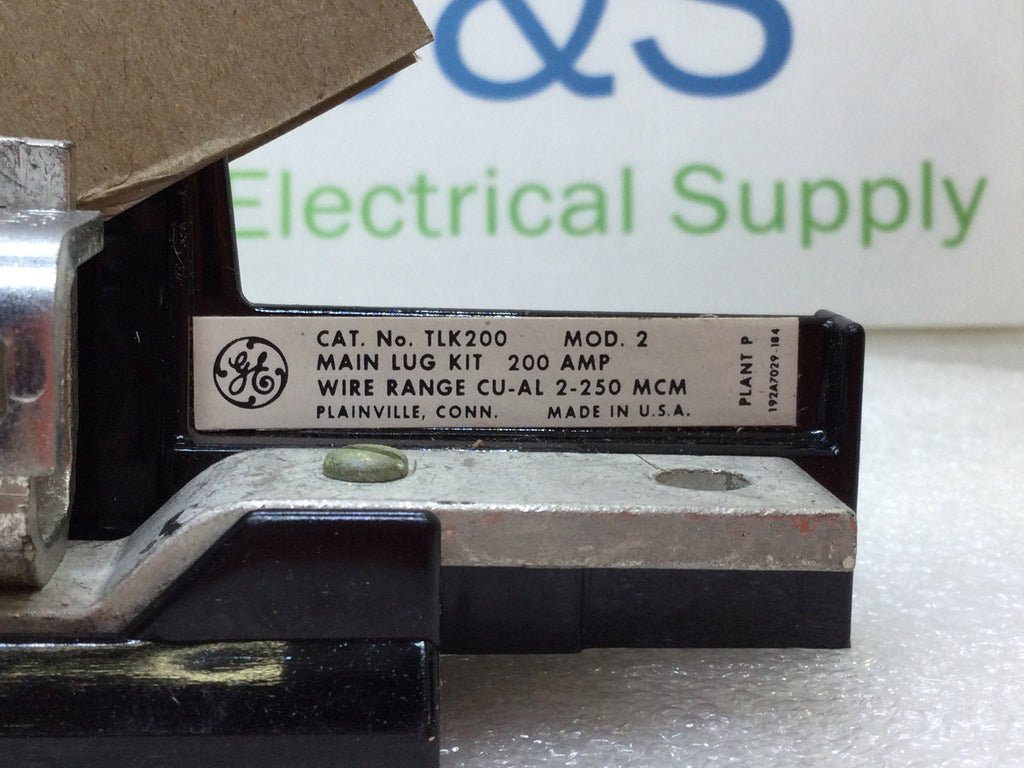 &S
Electrical Supply
GE
CAT. No. TLK200 MOD. 2
MAIN LUG KIT 200 AMP
WIRE RANGE CU-AL 2-250 MCM
PLAINVILLE, CONN. MADE IN U.S.A.
PLANT P
192A7029-184